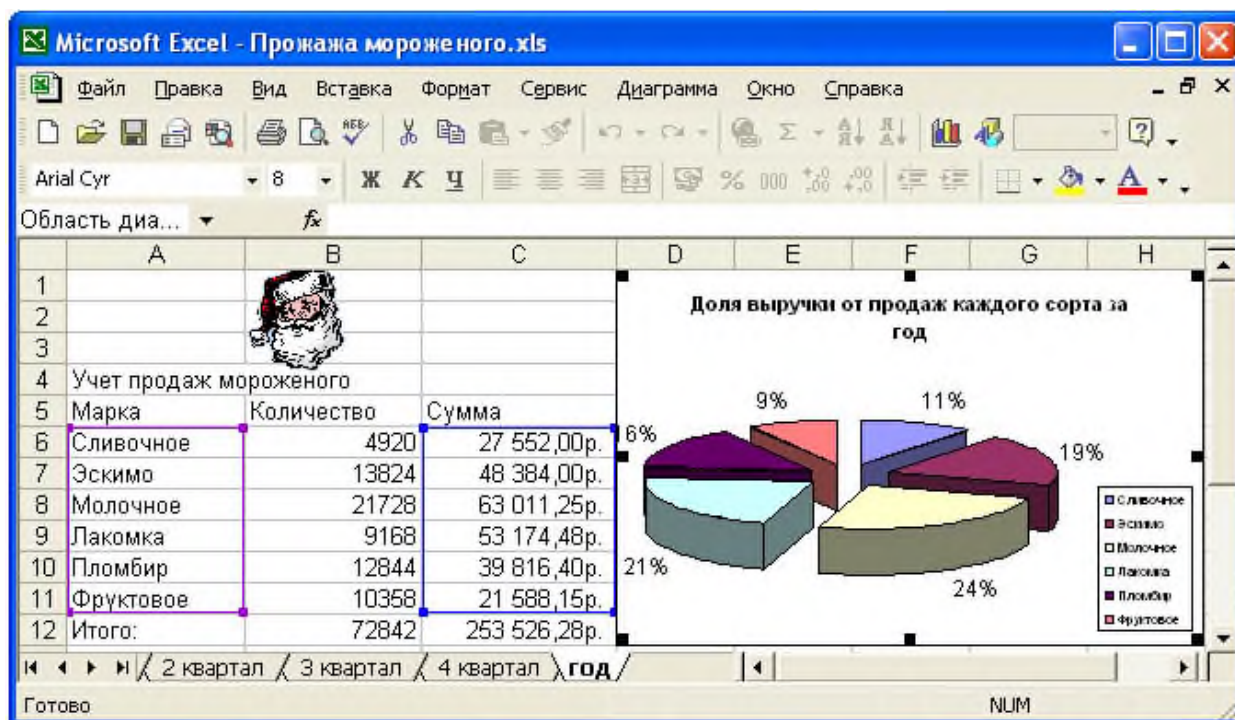 Microsoft Excel - Прожажа мороженого.xls
Файл Правка Вид Вставка Формат Сервис Диаграмма Окно Справка
Arial Cyr 8 Ж К Ч % 000
Область диа... fx
A B C D E F G H
1
2
3
4 Учет продаж мороженого
5 Марка Количество Сумма
6 Сливочное 4920 27 552,00р.
7 Эскимо 13824 48 384,00р.
8 Молочное 21728 63 011,25р.
9 Лакомка 9168 53 174,48р.
10 Пломбир 12844 39 816,40р.
11 Фруктовое 10358 21 588,15р.
12 Итого: 72842 253 526,28р.
Доля выручки от продаж каждого сорта за
год
9% 11%
6% 19%
21% 24%
Сливочное
Эскимо
Молочное
Лакомка
Пломбир
Фруктовое
2 квартал 3 квартал 4 квартал год
Готово NUM